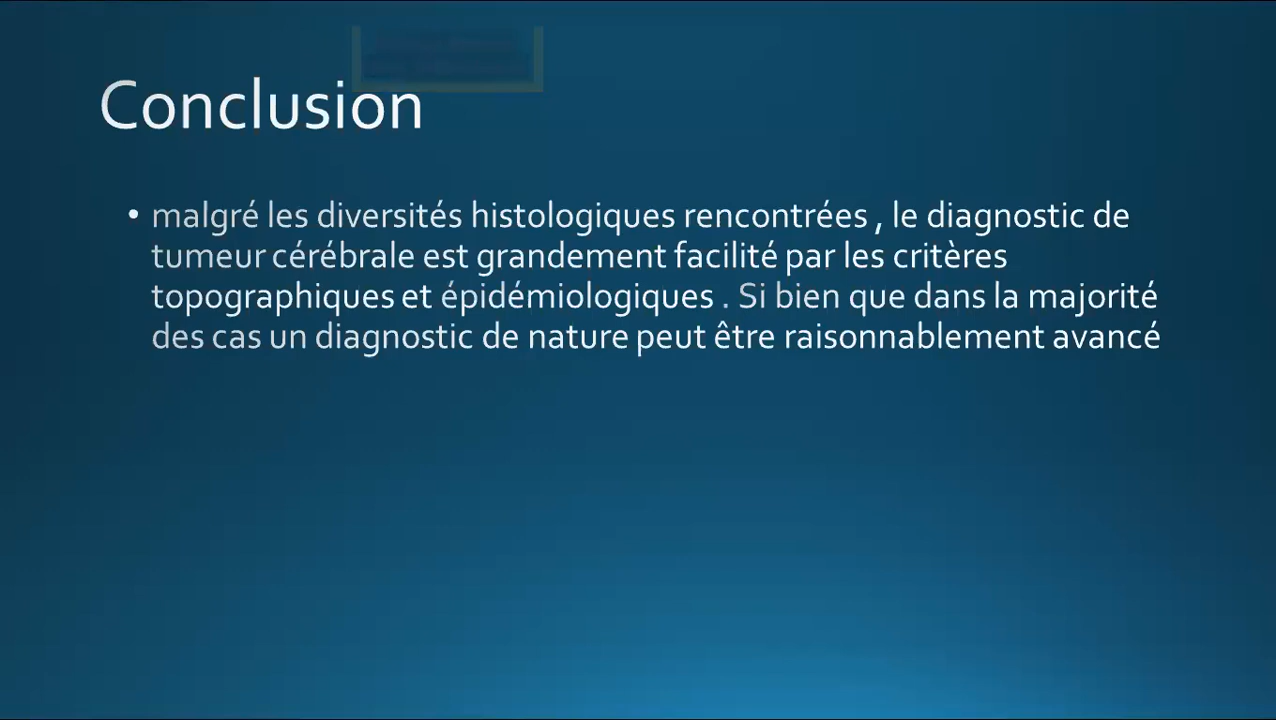 Conclusion
• malgré les diversités histologiques rencontrées , le diagnostic de
tumeur cérébrale est grandement facilité par les critères
topographiques et épidémiologiques . Si bien que dans la majorité
des cas un diagnostic de nature peut être raisonnablement avancé